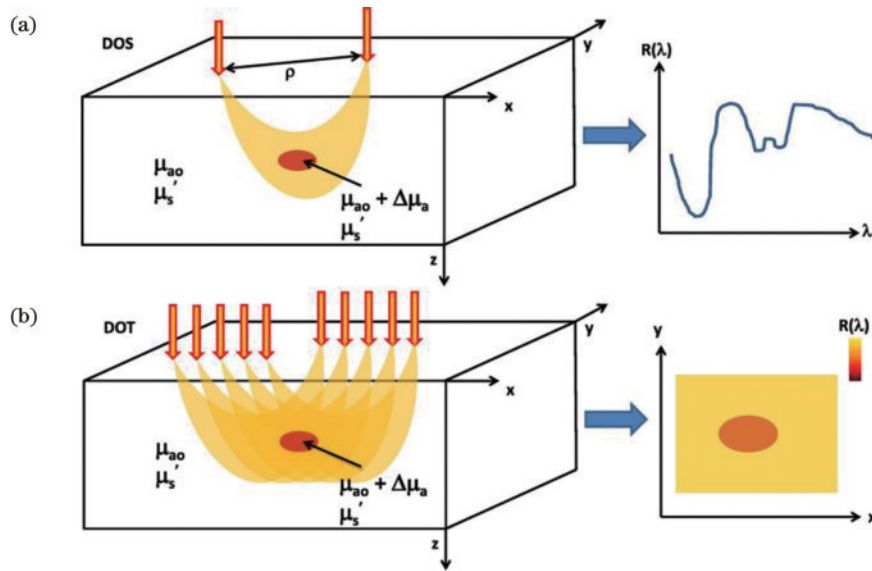 (a)
DOS
ρ
y
x
μao
μs′
μao + Δμa
μs′
z
R(λ)
λ
(b)
DOT
y
x
μao
μs′
μao + Δμa
μs′
z
y
R(λ)
x